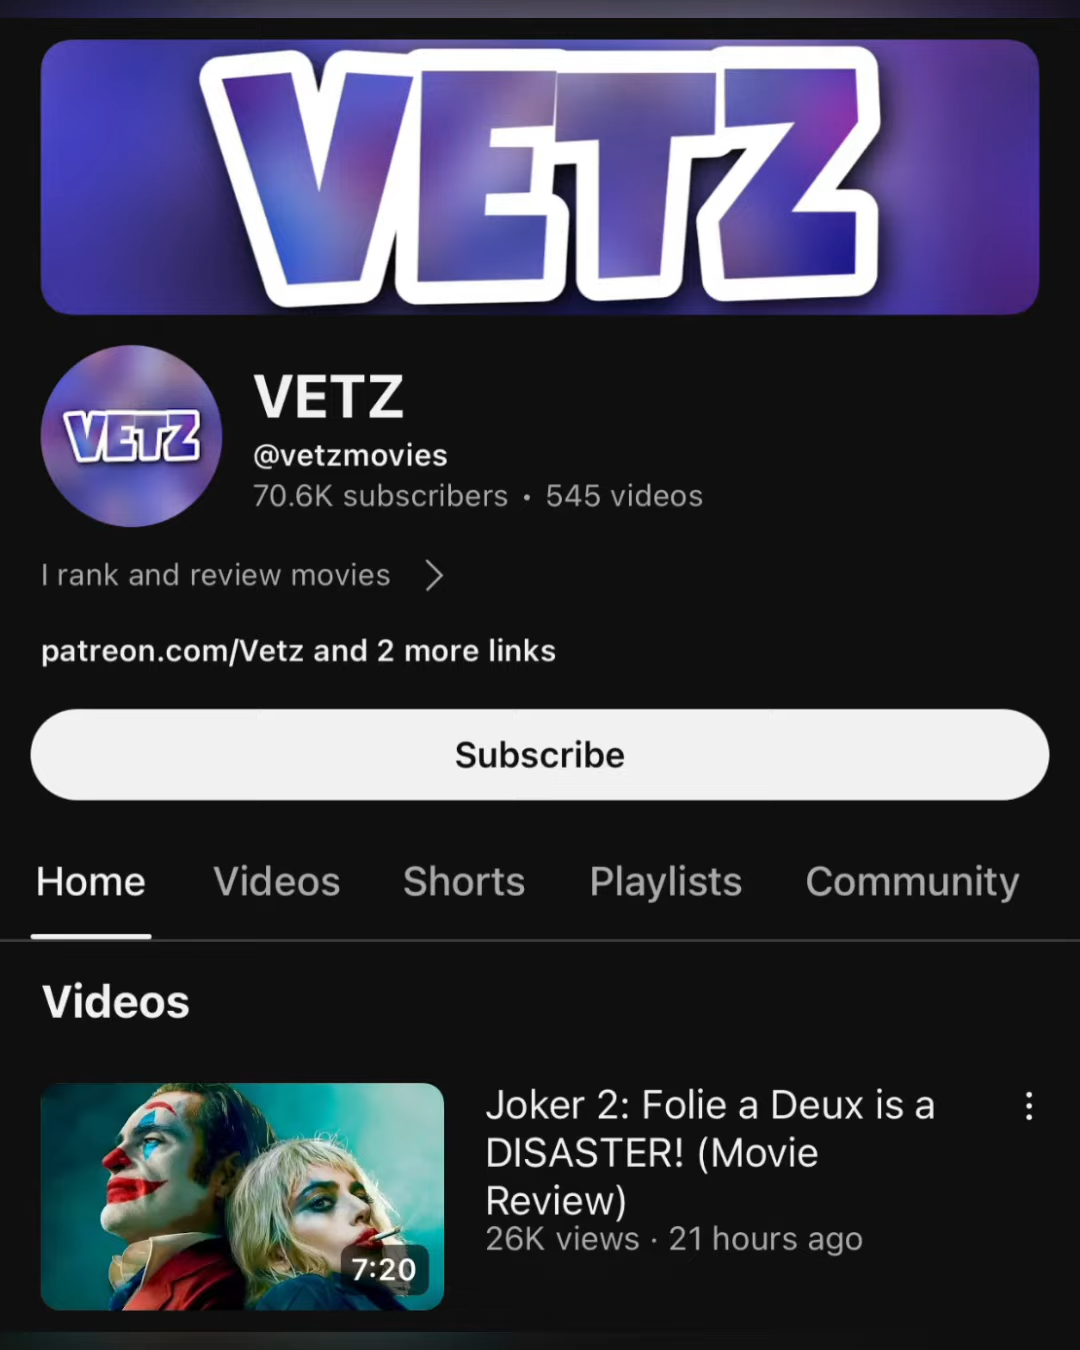 VETZ
VETZ
VETZ
@vetzmovies
70.6K subscribers • 545 videos
I rank and review movies
patreon.com/Vetz and 2 more links
Subscribe
Home Videos Shorts Playlists Community
Videos
Joker 2: Folie a Deux is a
DISASTER! (Movie
Review)
26K views · 21 hours ago
7:20